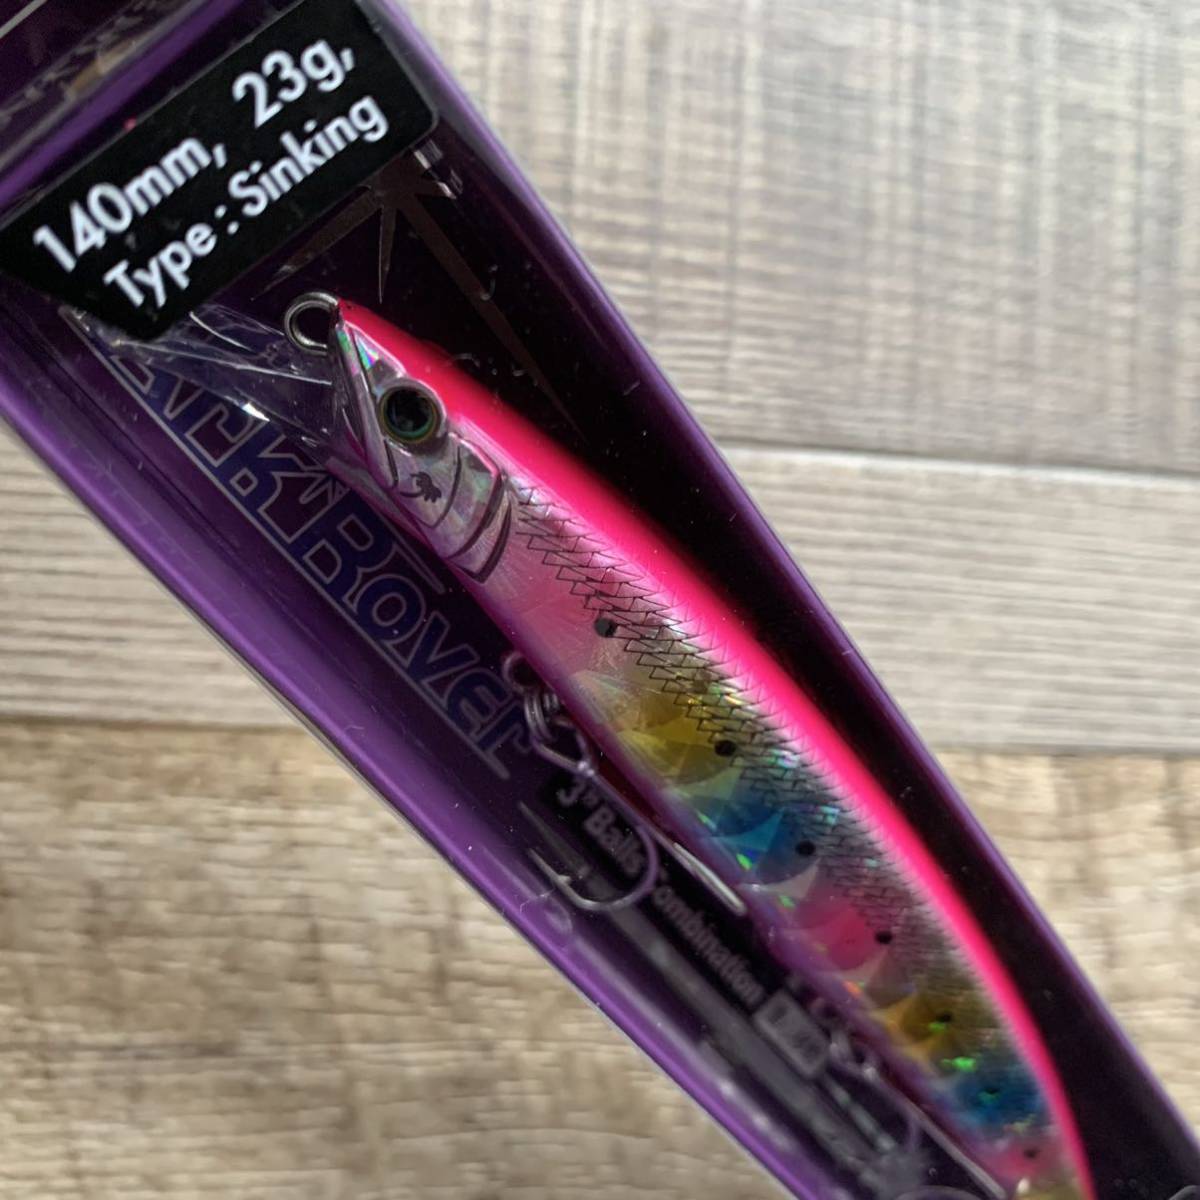 140mm, 23g,
Type : Sinking
Rover
3" Balls Combination